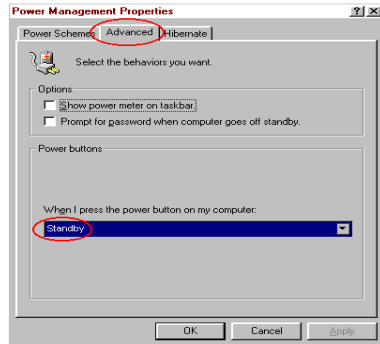 Power Management Properties
Power Schemes Advanced Hibernate
Select the behaviors you want.
Options
Show power meter on taskbar.
Prompt for password when computer goes off standby.
Power buttons
When I press the power button on my computer:
Standby
OK Cancel Apply